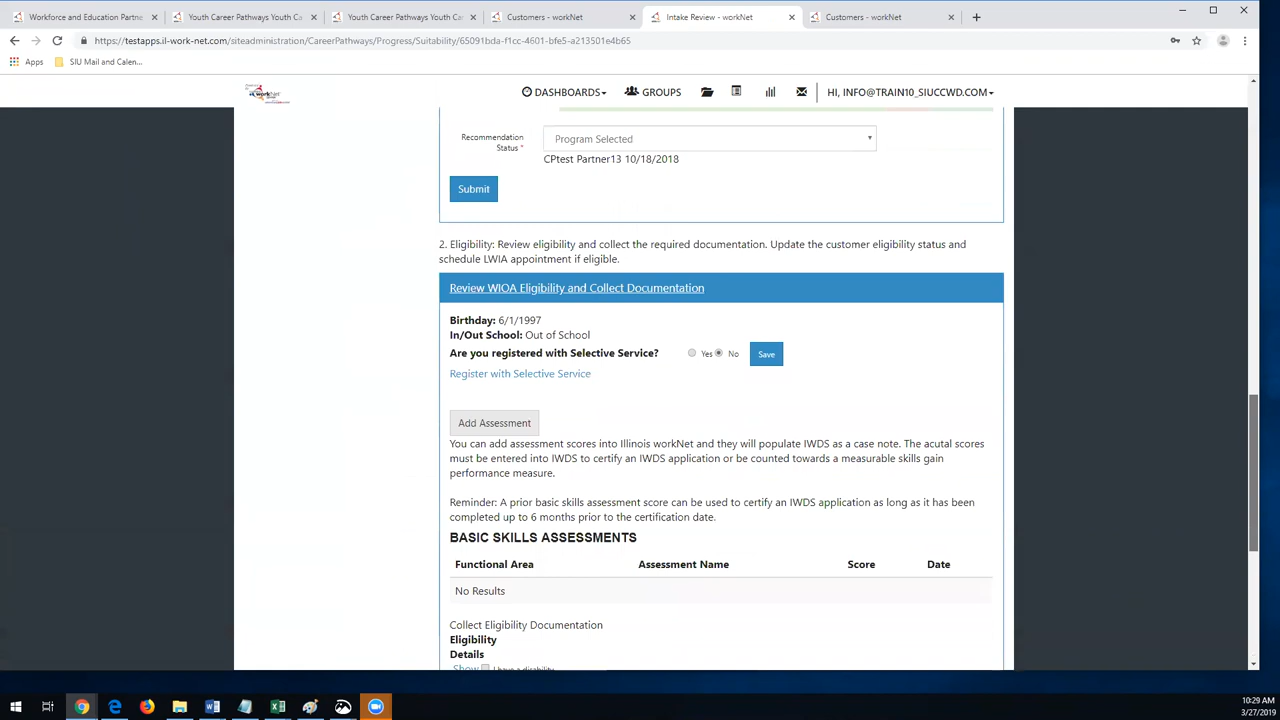 Workforce and Education Partne
Youth Career Pathways Youth Ca
Youth Career Pathways Youth Ca
Customers - workNet
Intake Review - workNet
Customers - workNet
https://testapps.il-work-net.com/siteadministration/CareerPathways/Progress/Suitability/65091bda-f1cc-4601-bfe5-a213501e4b65
Apps
SIU Mail and Calen...
workNet
DASHBOARDS
GROUPS
HI, INFO@TRAIN10_SIUCCWD.COM
Recommendation
Status *
Program Selected
CPtest Partner13 10/18/2018
Submit
2. Eligibility: Review eligibility and collect the required documentation. Update the customer eligibility status and
schedule LWIA appointment if eligible.
Review WIOA Eligibility and Collect Documentation
Birthday: 6/1/1997
In/Out School: Out of School
Are you registered with Selective Service? Yes No Save
Register with Selective Service
Add Assessment
You can add assessment scores into Illinois workNet and they will populate IWDS as a case note. The acutal scores
must be entered into IWDS to certify an IWDS application or be counted towards a measurable skills gain
performance measure.
Reminder: A prior basic skills assessment score can be used to certify an IWDS application as long as it has been
completed up to 6 months prior to the certification date.
BASIC SKILLS ASSESSMENTS
Functional Area Assessment Name Score Date
No Results
Collect Eligibility Documentation
Eligibility
Details
Show I have a disability
10:29 AM
3/27/2019